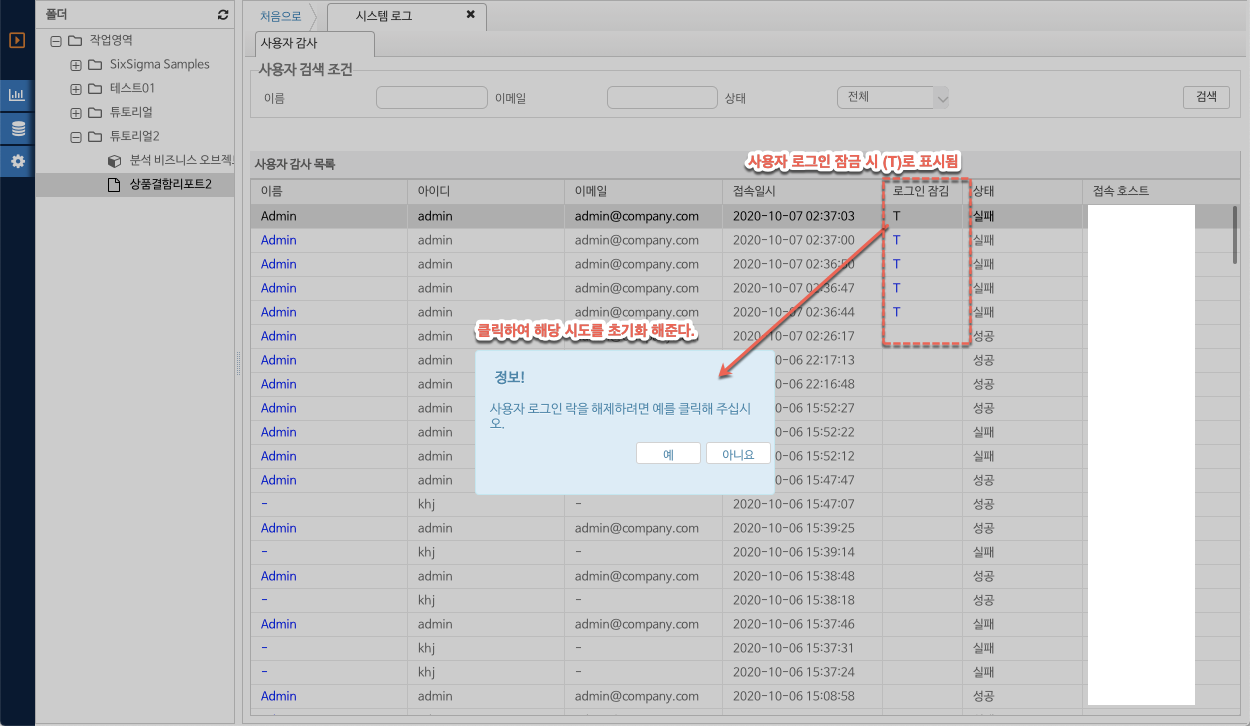 폴더
처음으로
시스템 로그
작업영역
SixSigma Samples
테스트01
튜토리얼
튜토리얼2
분석 비즈니스 오브젝트
상품결함리포트2
사용자 감사
사용자 검색 조건
이름 이메일 상태 전체 검색
사용자 로그인 잠금 시 (T)로 표시됨
사용자 감사 목록
이름 아이디 이메일 접속일시 로그인 잠김 상태 접속 호스트
Admin admin admin@company.com 2020-10-07 02:37:03 T 실패
Admin admin admin@company.com 2020-10-07 02:37:00 T 실패
Admin admin admin@company.com 2020-10-07 02:36:50 T 실패
Admin admin admin@company.com 2020-10-07 02:36:47 T 실패
Admin admin admin@company.com 2020-10-07 02:36:44 T 실패
Admin admin 2020-10-07 02:26:17 성공
클릭하여 해당 시도를 초기화 해준다.
Admin admin 0-06 22:17:13 성공
Admin admin 0-06 22:16:48 실패
Admin admin 0-06 15:52:27 성공
Admin admin 0-06 15:52:22 실패
Admin admin 0-06 15:52:12 실패
Admin admin 0-06 15:47:47 성공
정보!
사용자 로그인 락을 해제하려면 예를 클릭해 주십시
오.
예 아니요
- khj - 2020-10-06 15:47:07 성공
Admin admin admin@company.com 2020-10-06 15:39:25 성공
- khj - 2020-10-06 15:39:14 실패
Admin admin admin@company.com 2020-10-06 15:38:48 성공
- khj - 2020-10-06 15:38:18 성공
Admin admin admin@company.com 2020-10-06 15:37:46 실패
- khj - 2020-10-06 15:37:31 실패
- khj - 2020-10-06 15:37:24 실패
Admin admin admin@company.com 2020-10-06 15:08:58 성공